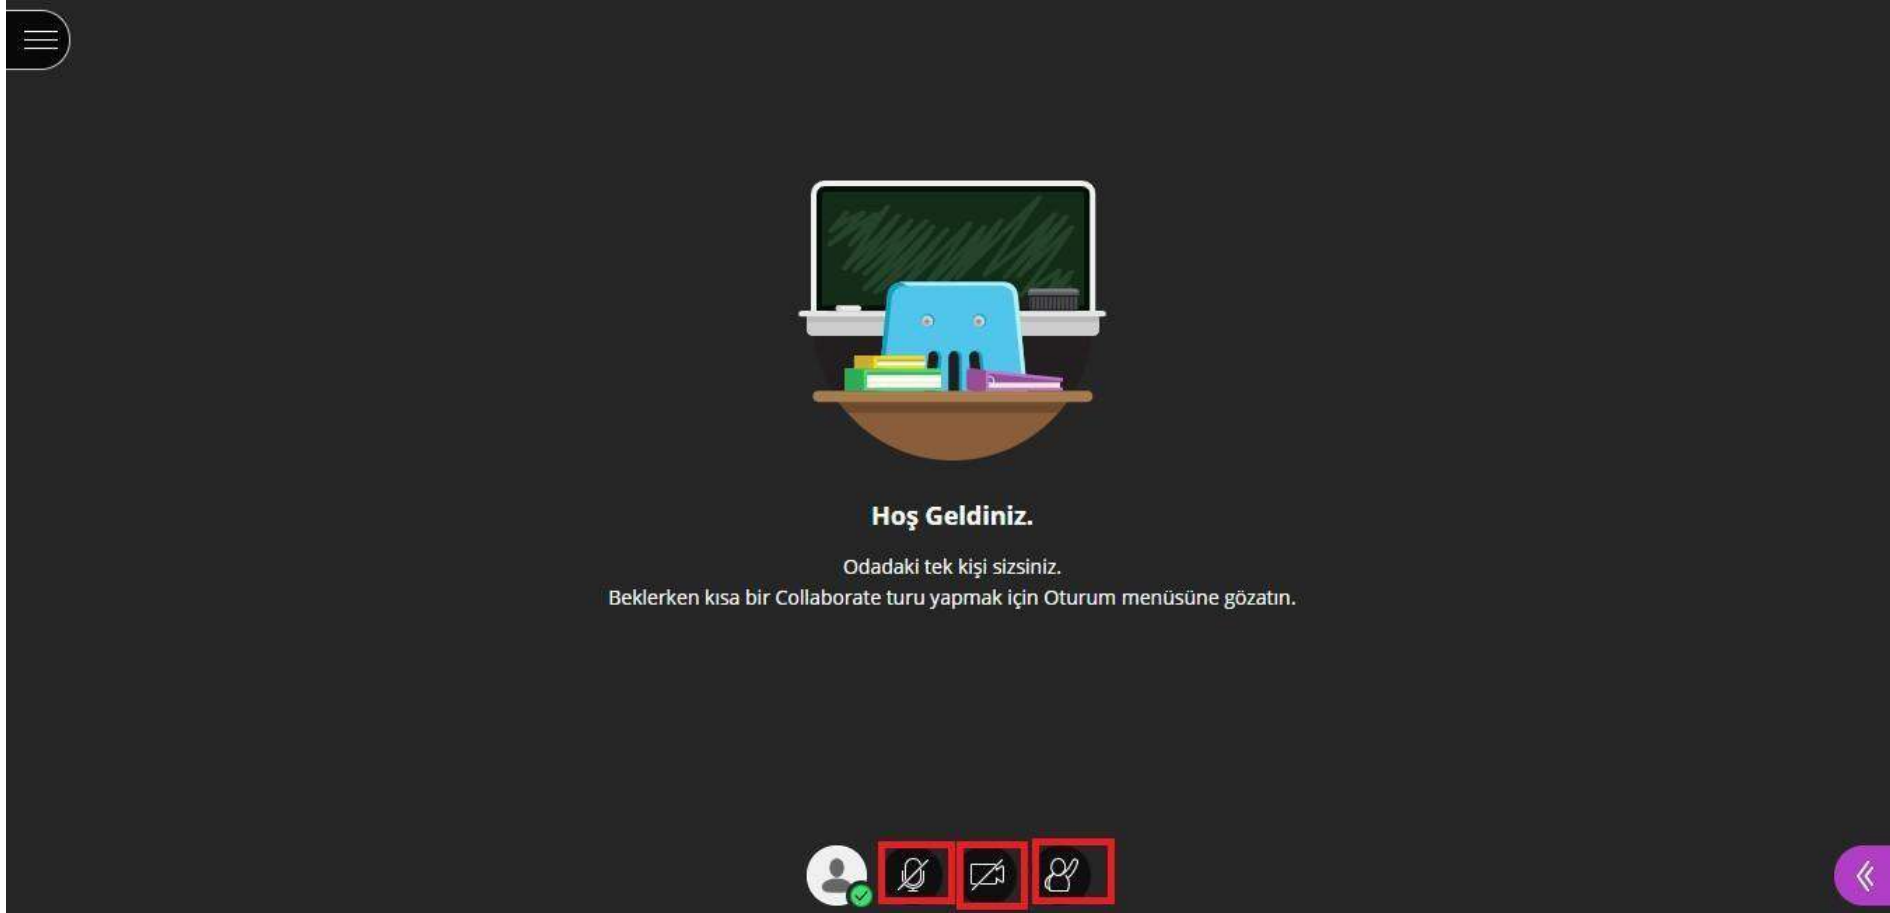 Hoş Geldiniz.
Odadaki tek kişi sizsiniz.
Beklerken kısa bir Collaborate turu yapmak için Oturum menüsüne gözatın.